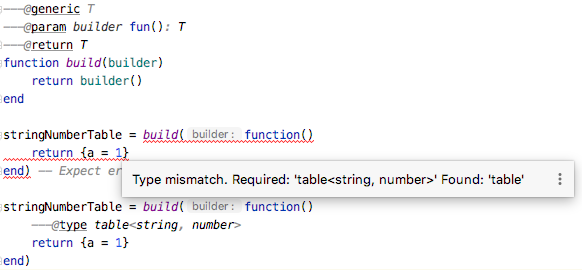 ---@generic T
---@param builder fun(): T
---@return T
function build(builder)
return builder()
end
stringNumberTable = build( builder: function()
return {a = 1}
end) -- Expect er
Type mismatch. Required: 'table<string, number>' Found: 'table'
stringNumberTable = build( builder: function()
---@type table<string, number>
return {a = 1}
end)